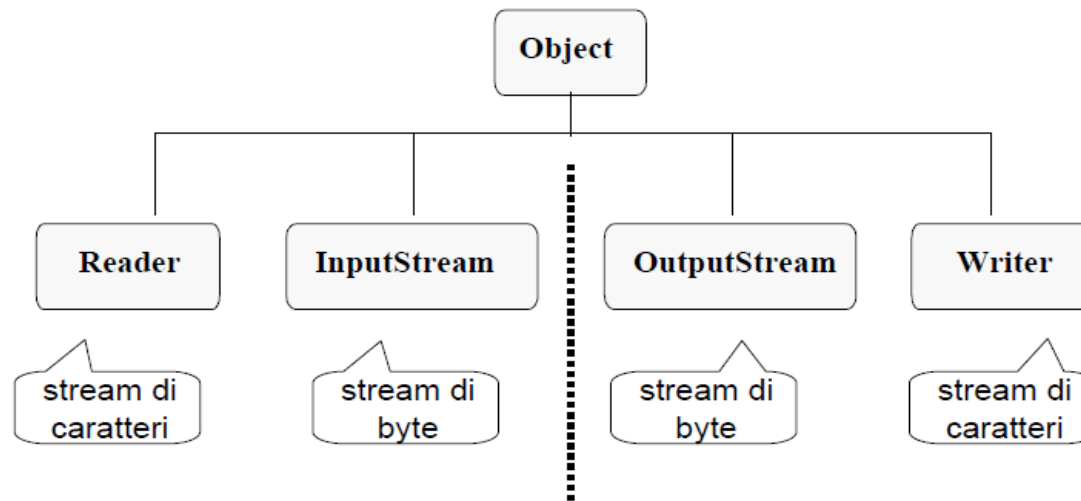 Object
Reader
InputStream
OutputStream
Writer
stream di
caratteri
stream di
byte
stream di
byte
stream di
caratteri